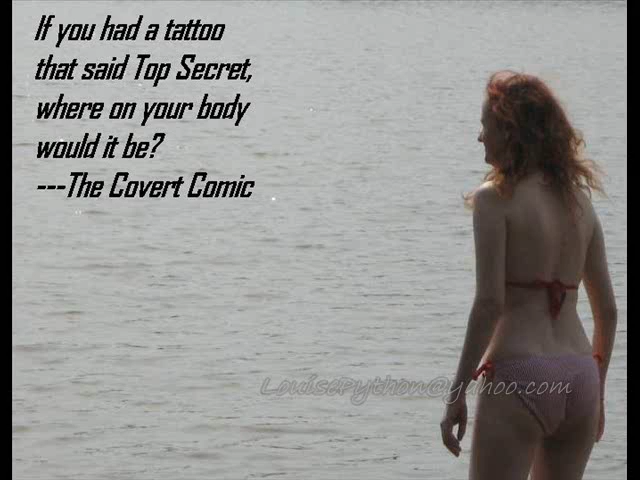 If you had a tattoo
that said Top Secret,
where on your body
would it be?
---The Covert Comic
LouisePython@yahoo.com